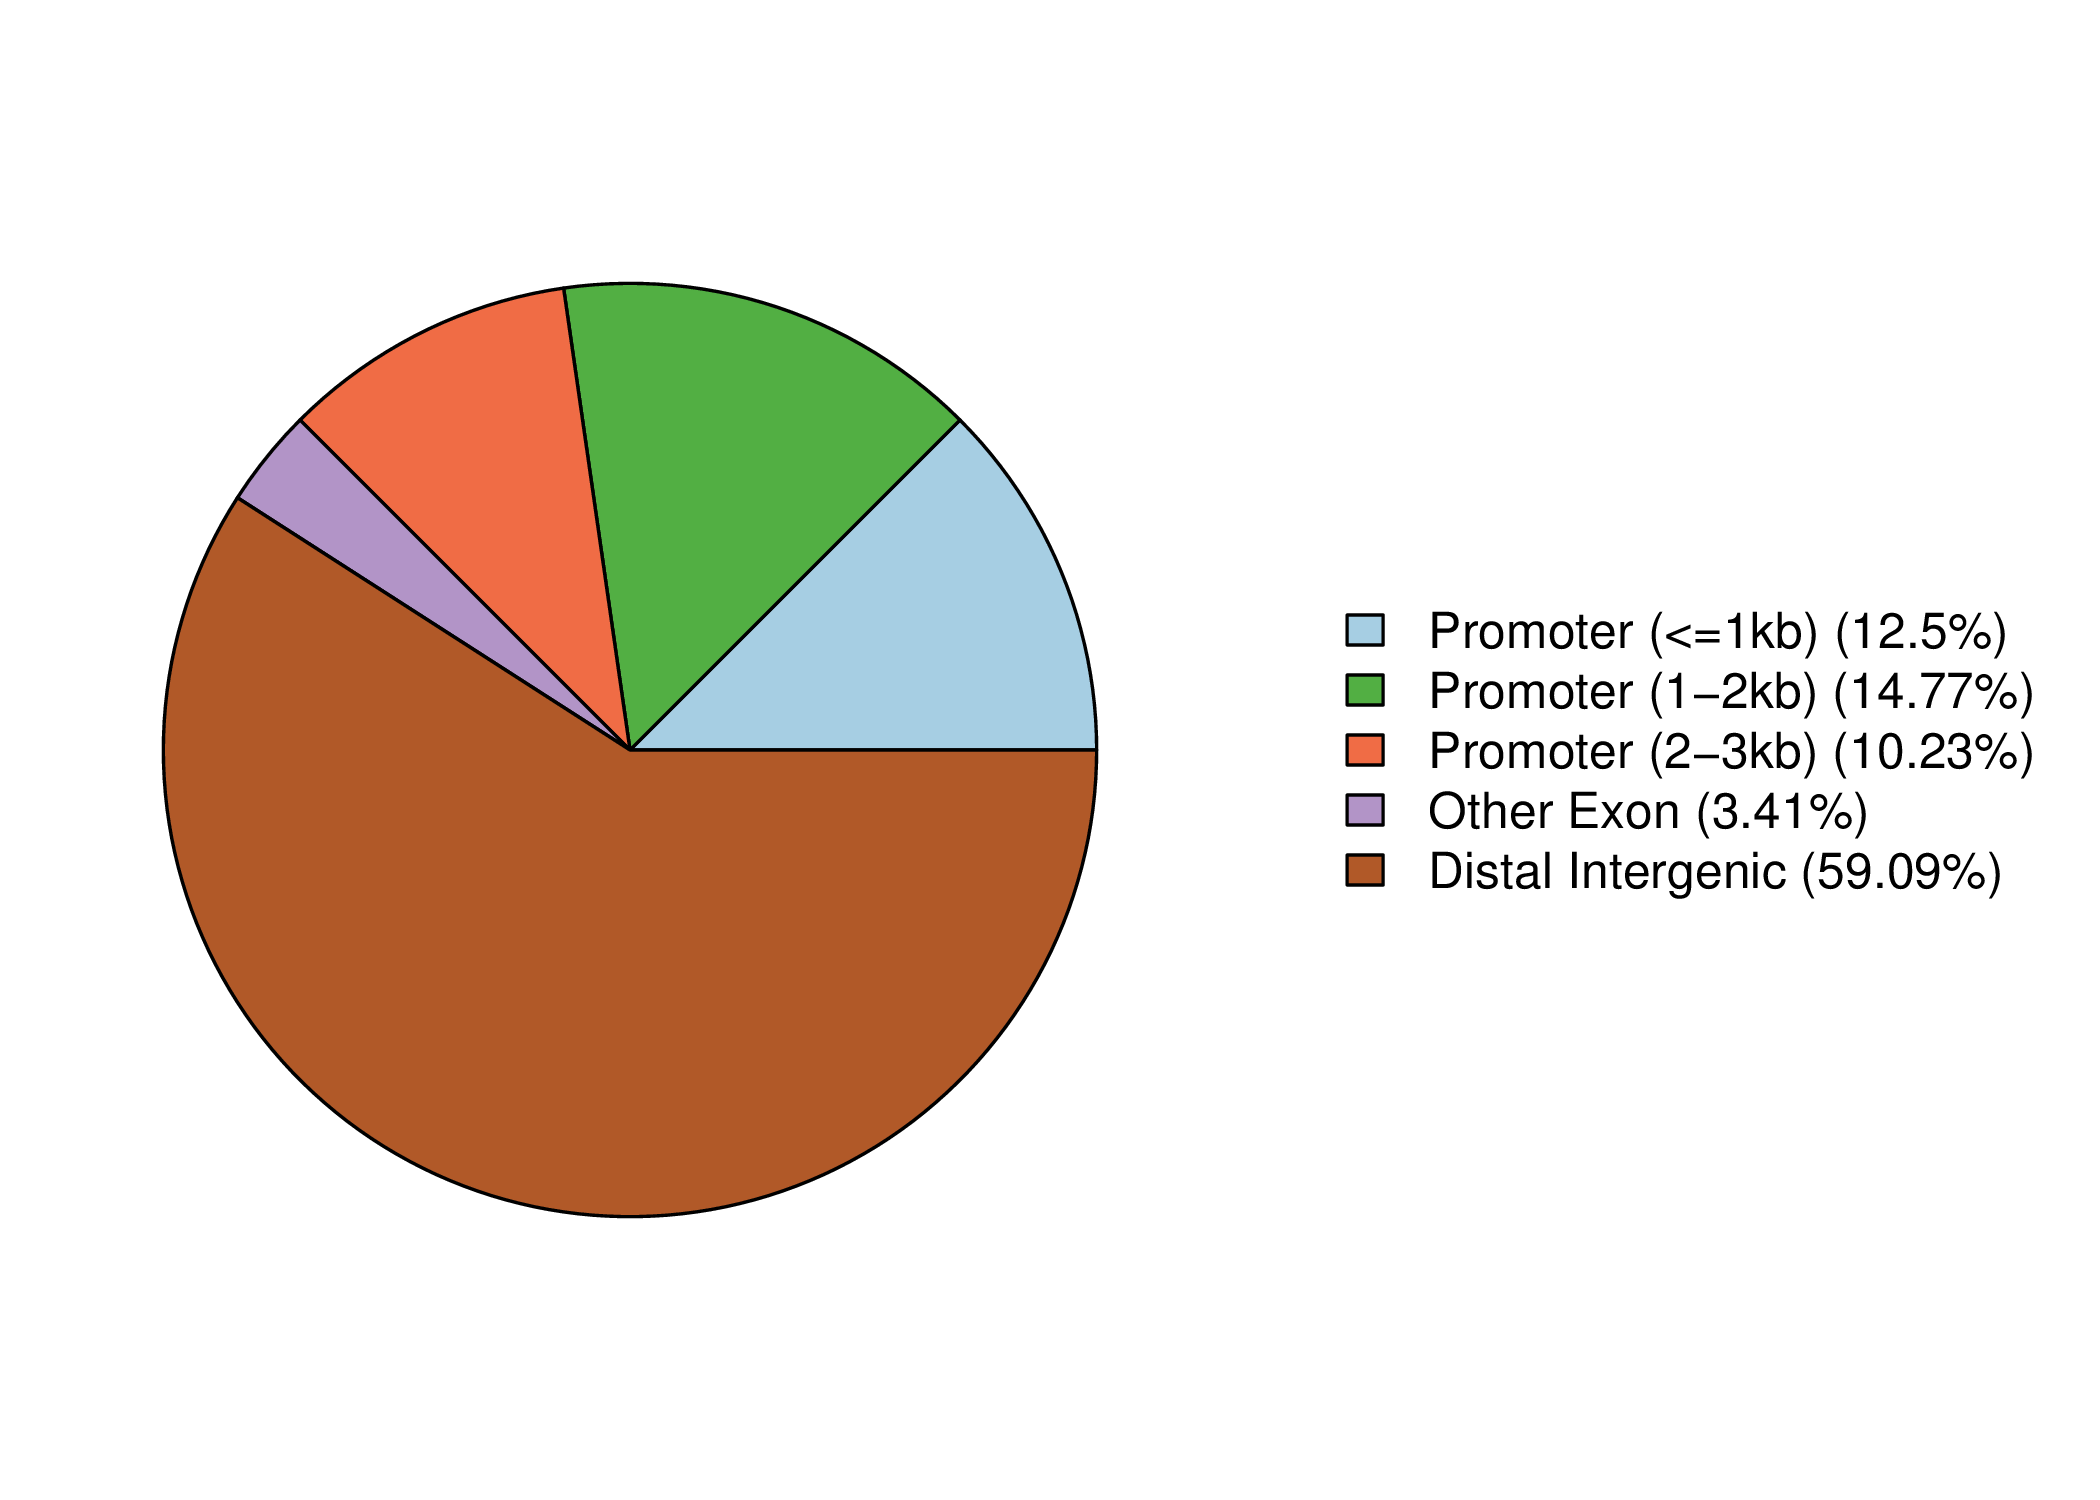 Promoter (<=1kb) (12.5%)
Promoter (1−2kb) (14.77%)
Promoter (2−3kb) (10.23%)
Other Exon (3.41%)
Distal Intergenic (59.09%)